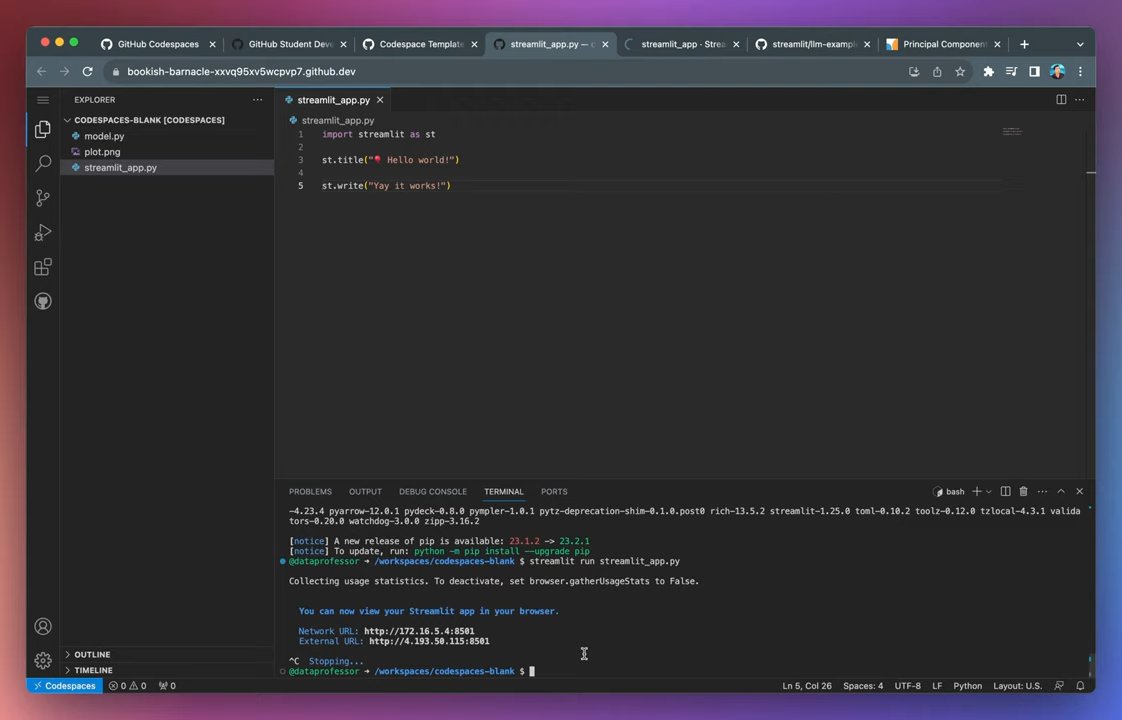 GitHub Codespaces
GitHub Student Deve
Codespace Template
streamlit_app.py — c
streamlit_app · Strea
streamlit/llm-example
Principal Component
bookish-barnacle-xxvq95xv5wcpvp7.github.dev
EXPLORER
CODESPACES-BLANK [CODESPACES]
model.py
plot.png
streamlit_app.py
OUTLINE
TIMELINE
streamlit_app.py
streamlit_app.py
1 import streamlit as st
2
3 st.title("🎈 Hello world!")
4
5 st.write("Yay it works!")
PROBLEMS OUTPUT DEBUG CONSOLE TERMINAL PORTS
bash
-4.23.4 pyarrow-12.0.1 pydeck-0.8.0 pympler-1.0.1 pytz-deprecation-shim-0.1.0.post0 rich-13.5.2 streamlit-1.25.0 toml-0.10.2 toolz-0.12.0 tzlocal-4.3.1 valida
tors-0.20.0 watchdog-3.0.0 zipp-3.16.2
[notice] A new release of pip is available: 23.1.2 -> 23.2.1
[notice] To update, run: python -m pip install --upgrade pip
@dataprofessor → /workspaces/codespaces-blank $ streamlit run streamlit_app.py
Collecting usage statistics. To deactivate, set browser.gatherUsageStats to False.
You can now view your Streamlit app in your browser.
Network URL: http://172.16.5.4:8501
External URL: http://4.193.50.115:8501
^C Stopping...
@dataprofessor → /workspaces/codespaces-blank $
Codespaces 0 0 0 Ln 5, Col 26 Spaces: 4 UTF-8 LF Python Layout: U.S.